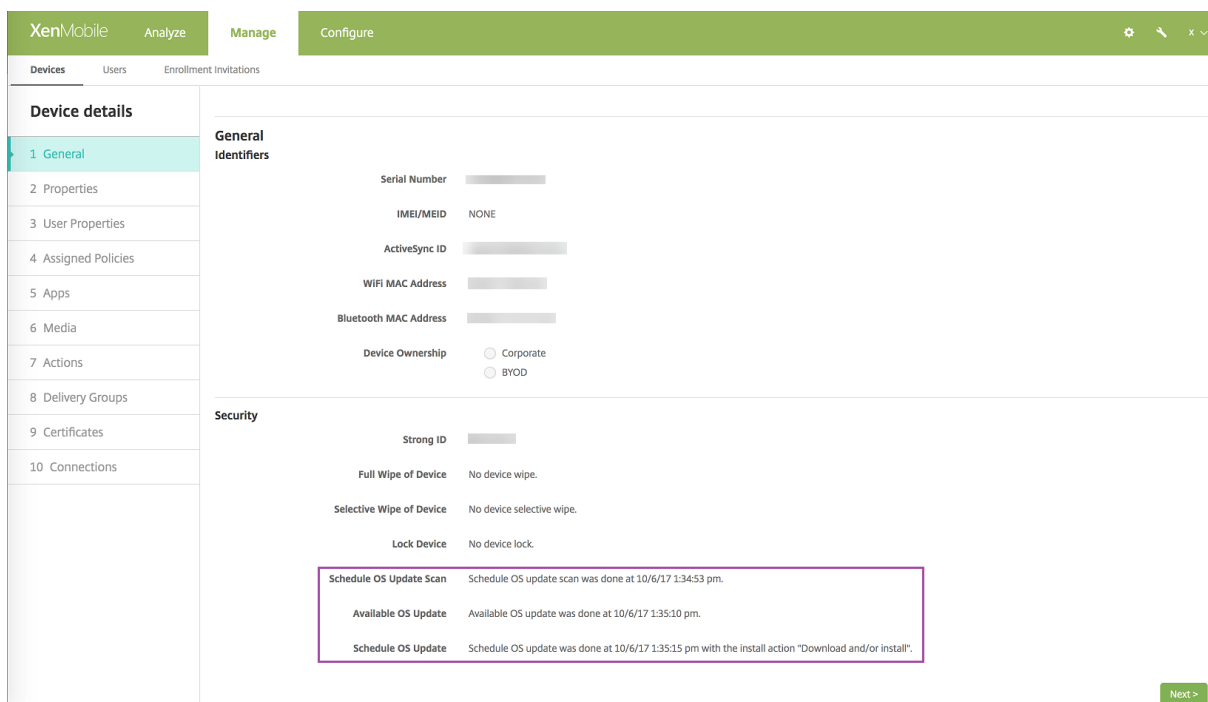 XenMobile Analyze Manage Configure x
Devices Users Enrollment Invitations
Device details
1 General
2 Properties
3 User Properties
4 Assigned Policies
5 Apps
6 Media
7 Actions
8 Delivery Groups
9 Certificates
10 Connections
General
Identifiers
Serial Number
IMEI/MEID NONE
ActiveSync ID
WiFi MAC Address
Bluetooth MAC Address
Device Ownership Corporate
BYOD
Security
Strong ID
Full Wipe of Device No device wipe.
Selective Wipe of Device No device selective wipe.
Lock Device No device lock.
Schedule OS Update Scan Schedule OS update scan was done at 10/6/17 1:34:53 pm.
Available OS Update Available OS update was done at 10/6/17 1:35:10 pm.
Schedule OS Update Schedule OS update was done at 10/6/17 1:35:15 pm with the install action "Download and/or install".
Next >